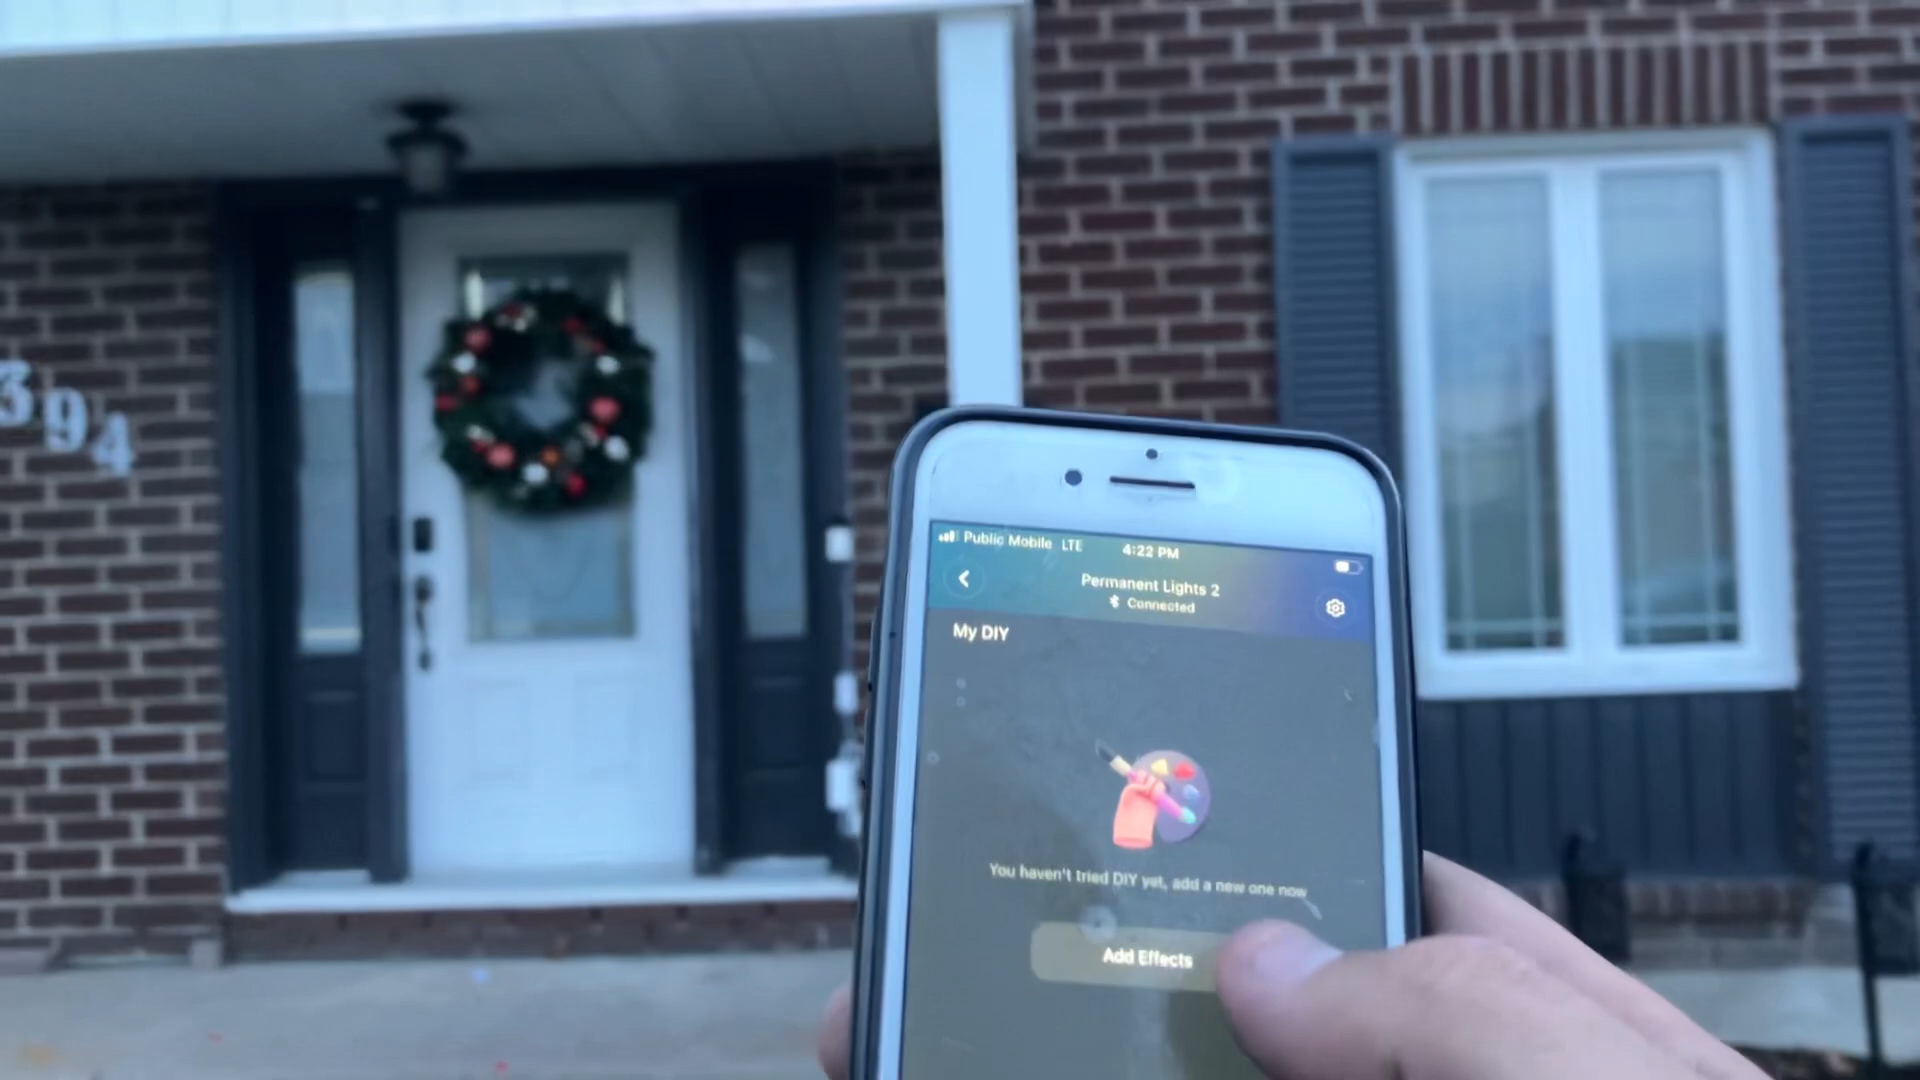 394
Public Mobile LTE
4:22 PM
Permanent Lights 2
Connected
My DIY
You haven't tried DIY yet, add a new one now
Add Effects